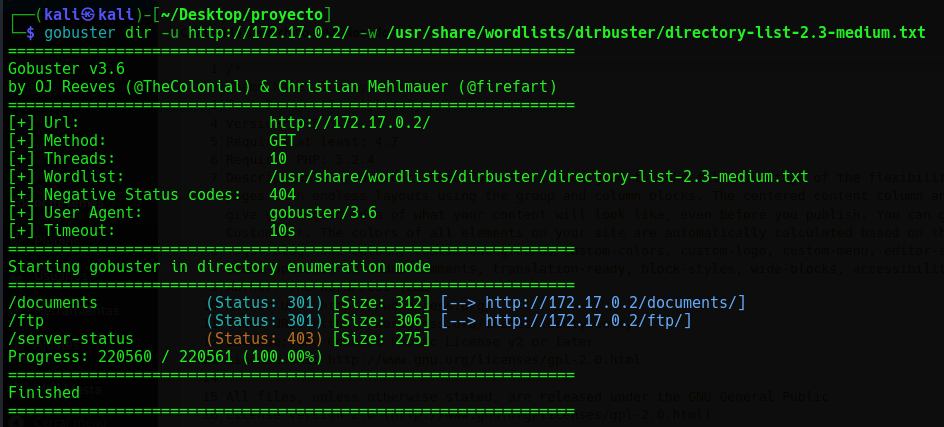 ┌──(kali㉿kali)-[~/Desktop/proyecto]
└─$ gobuster dir -u http://172.17.0.2/ -w /usr/share/wordlists/dirbuster/directory-list-2.3-medium.txt
===============================================================
Gobuster v3.6
by OJ Reeves (@TheColonial) & Christian Mehlmauer (@firefart)
===============================================================
[+] Url:                     http://172.17.0.2/
[+] Method:                  GET
[+] Threads:                 10
[+] Wordlist:                /usr/share/wordlists/dirbuster/directory-list-2.3-medium.txt
[+] Negative Status codes:   404
[+] User Agent:              gobuster/3.6
[+] Timeout:                 10s
===============================================================
Starting gobuster in directory enumeration mode
===============================================================
/documents            (Status: 301) [Size: 312] [--> http://172.17.0.2/documents/]
/ftp                  (Status: 301) [Size: 306] [--> http://172.17.0.2/ftp/]
/server-status        (Status: 403) [Size: 275]
Progress: 220560 / 220561 (100.00%)
===============================================================
Finished
===============================================================